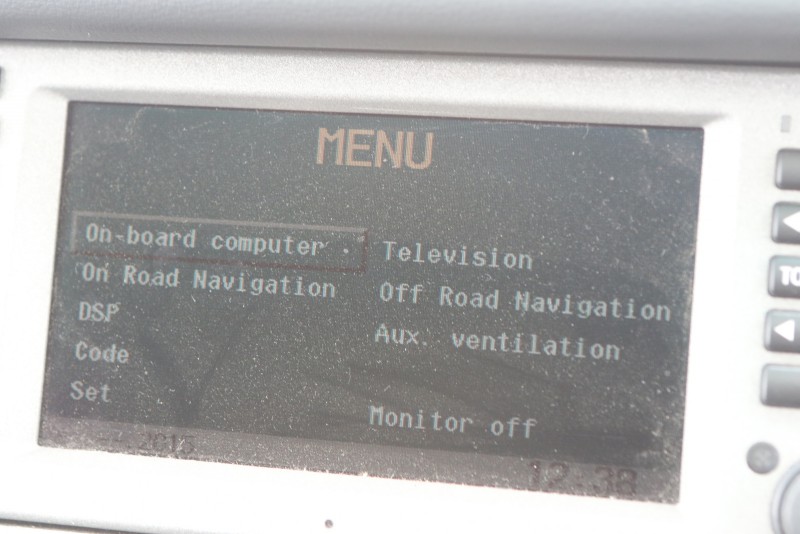 MENU
On-board computer
On Road Navigation
DSP
Code
Set
Television
Off Road Navigation
Aux. ventilation
Monitor off
2015
12:38